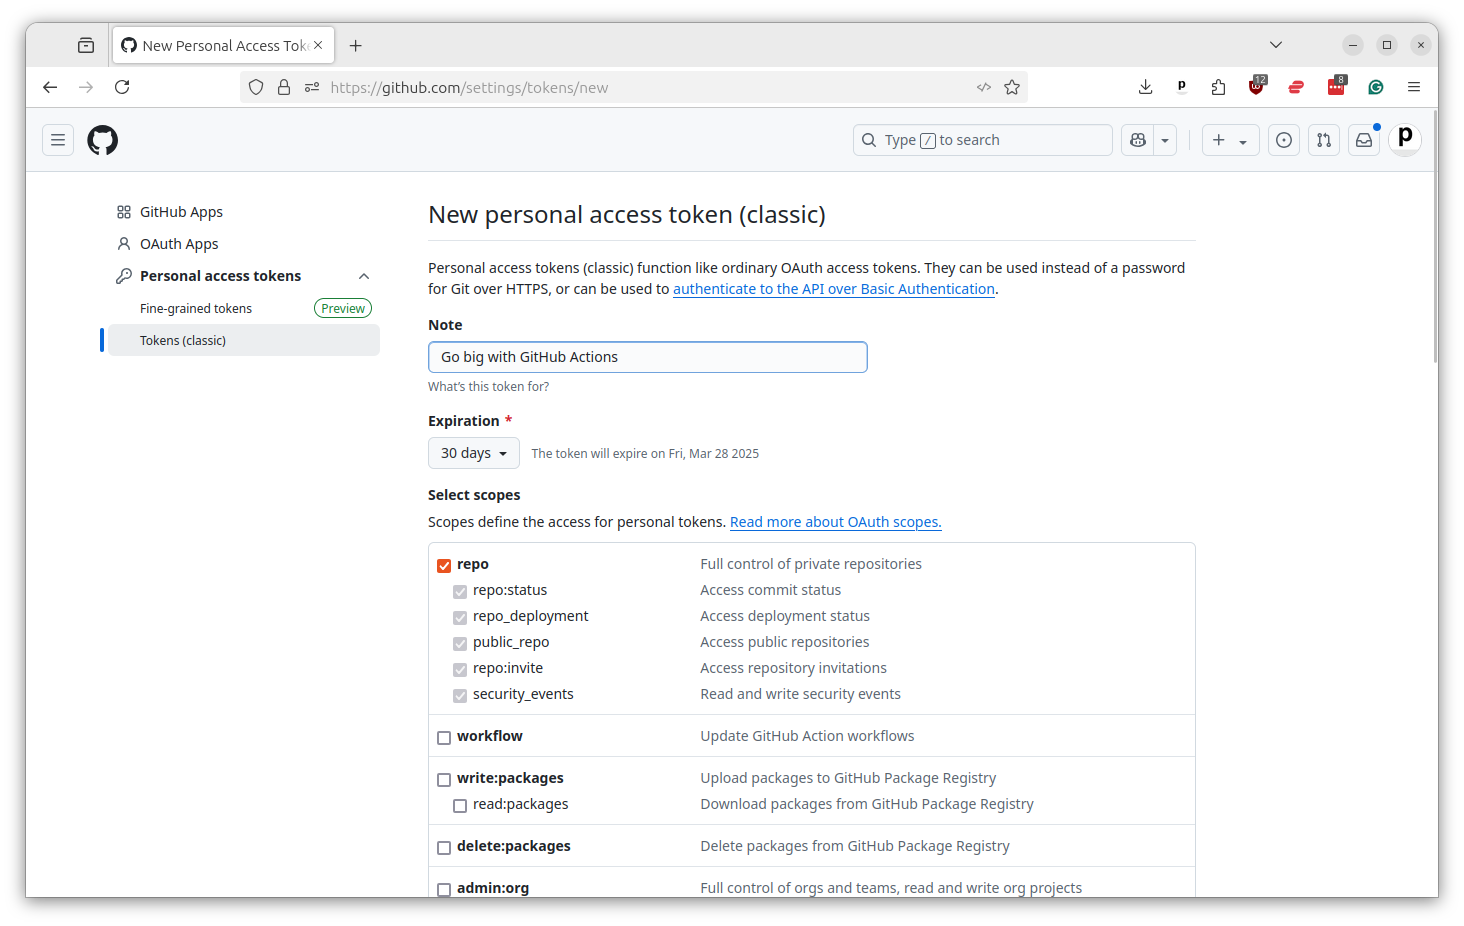 New Personal Access Tok
https://github.com/settings/tokens/new
12
8
Type / to search
GitHub Apps
OAuth Apps
Personal access tokens
Fine-grained tokens Preview
Tokens (classic)
New personal access token (classic)
Personal access tokens (classic) function like ordinary OAuth access tokens. They can be used instead of a password
for Git over HTTPS, or can be used to authenticate to the API over Basic Authentication.
Note
Go big with GitHub Actions
What's this token for?
Expiration *
30 days The token will expire on Fri, Mar 28 2025
Select scopes
Scopes define the access for personal tokens. Read more about OAuth scopes.
repo Full control of private repositories
repo:status Access commit status
repo_deployment Access deployment status
public_repo Access public repositories
repo:invite Access repository invitations
security_events Read and write security events
workflow Update GitHub Action workflows
write:packages Upload packages to GitHub Package Registry
read:packages Download packages from GitHub Package Registry
delete:packages Delete packages from GitHub Package Registry
admin:org Full control of orgs and teams, read and write org projects